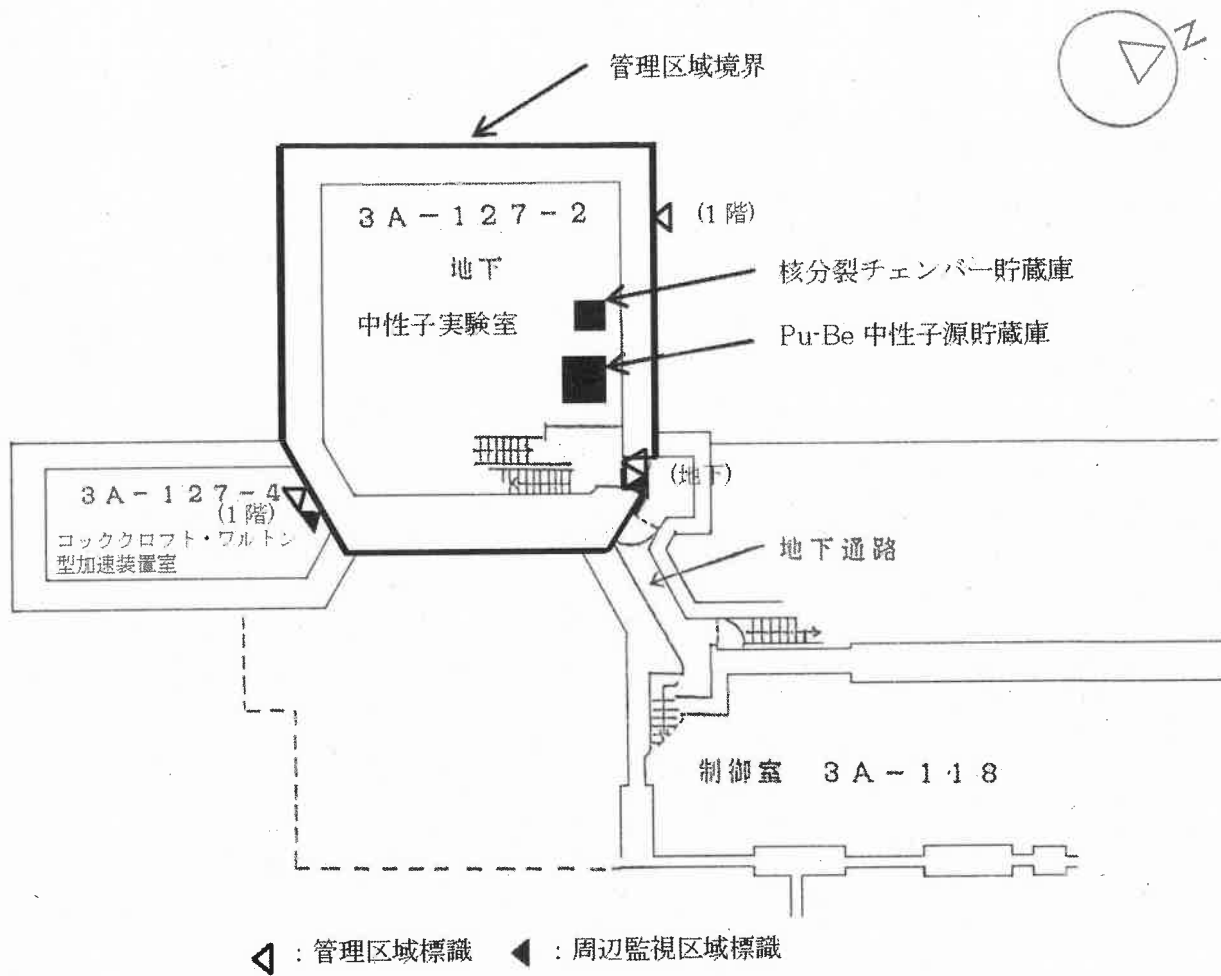 N
管理区域境界
3A-127-2
地下
中性子実験室
(1階)
核分裂チェンバー貯蔵庫
Pu-Be 中性子源貯蔵庫
(地下)
3A-127-4
(1階)
コッククロフト・ワルトン
型加速装置室
地下通路
制御室 3A-118
: 管理区域標識 : 周辺監視区域標識